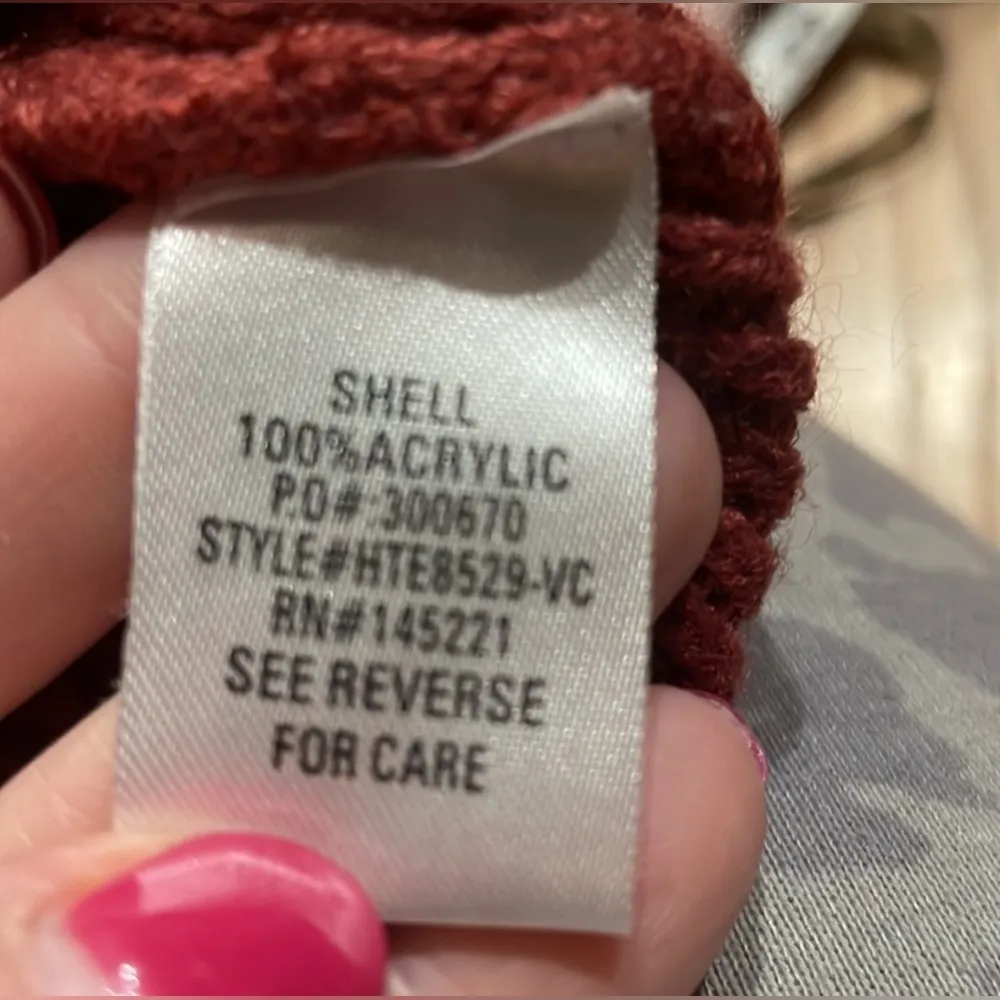 SHELL
100%ACRYLIC
P.O#:300670
STYLE#HTE8529-VC
RN#145221
SEE REVERSE
FOR CARE